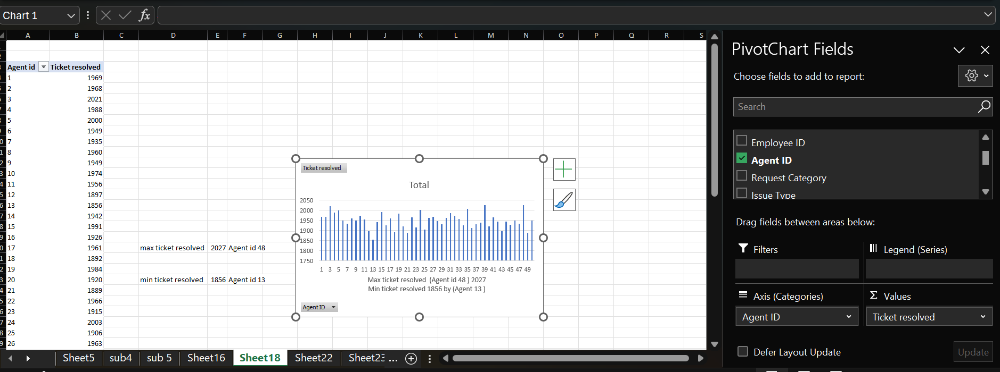 Chart 1
fx
A B C D E F G H I J K L M N O P Q R S
Agent id Ticket resolved
1 1969
2 1968
3 2021
4 1988
5 2000
6 1949
7 1935
8 1960
9 1949
10 1974
11 1956
12 1897
13 1856
14 1942
15 1991
16 1926
17 1961 max ticket resolved 2027 Agent id 48
18 1892
19 1984
20 1920 min ticket resolved 1856 Agent id 13
21 1889
22 1966
23 1915
24 2003
25 1906
26 1963
Ticket resolved
Total
2050
2000
1950
1900
1850
1800
1750
1 3 5 7 9 11 13 15 17 19 21 23 25 27 29 31 33 35 37 39 41 43 45 47 49
Max ticket resolved (Agent id 48 ) 2027
Min ticket resolved 1856 by (Agent 13 )
Agent ID
Sheet5 sub4 sub 5 Sheet16 Sheet18 Sheet22 Sheet23 ...
PivotChart Fields
Choose fields to add to report:
Search
Employee ID
Agent ID
Request Category
Issue Type
Drag fields between areas below:
Filters
Legend (Series)
Axis (Categories)
Agent ID
Σ Values
Ticket resolved
Defer Layout Update
Update